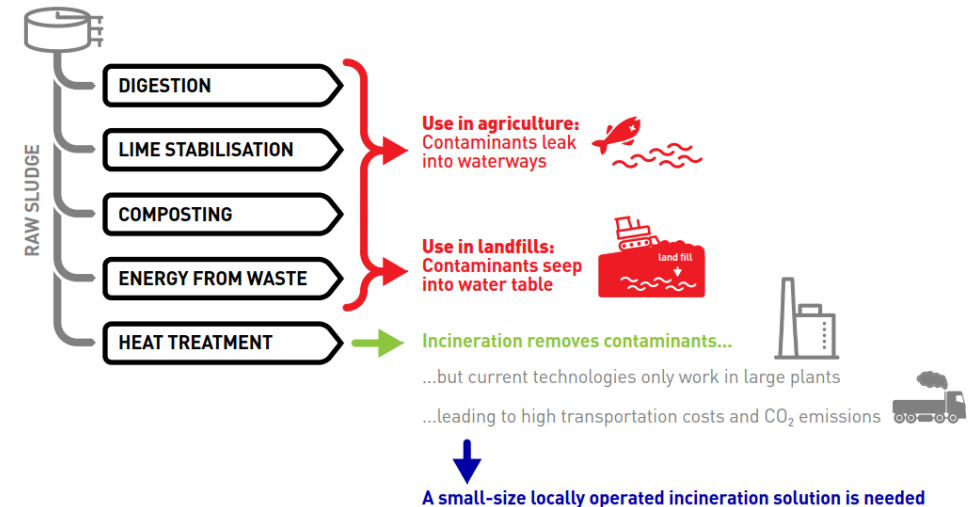 RAW SLUDGE
DIGESTION
LIME STABILISATION
COMPOSTING
ENERGY FROM WASTE
HEAT TREATMENT
Use in agriculture:
Contaminants leak
into waterways
Use in landfills:
Contaminants seep
into water table
land fill
Incineration removes contaminants...
...but current technologies only work in large plants
...leading to high transportation costs and CO₂ emissions
A small-size locally operated incineration solution is needed